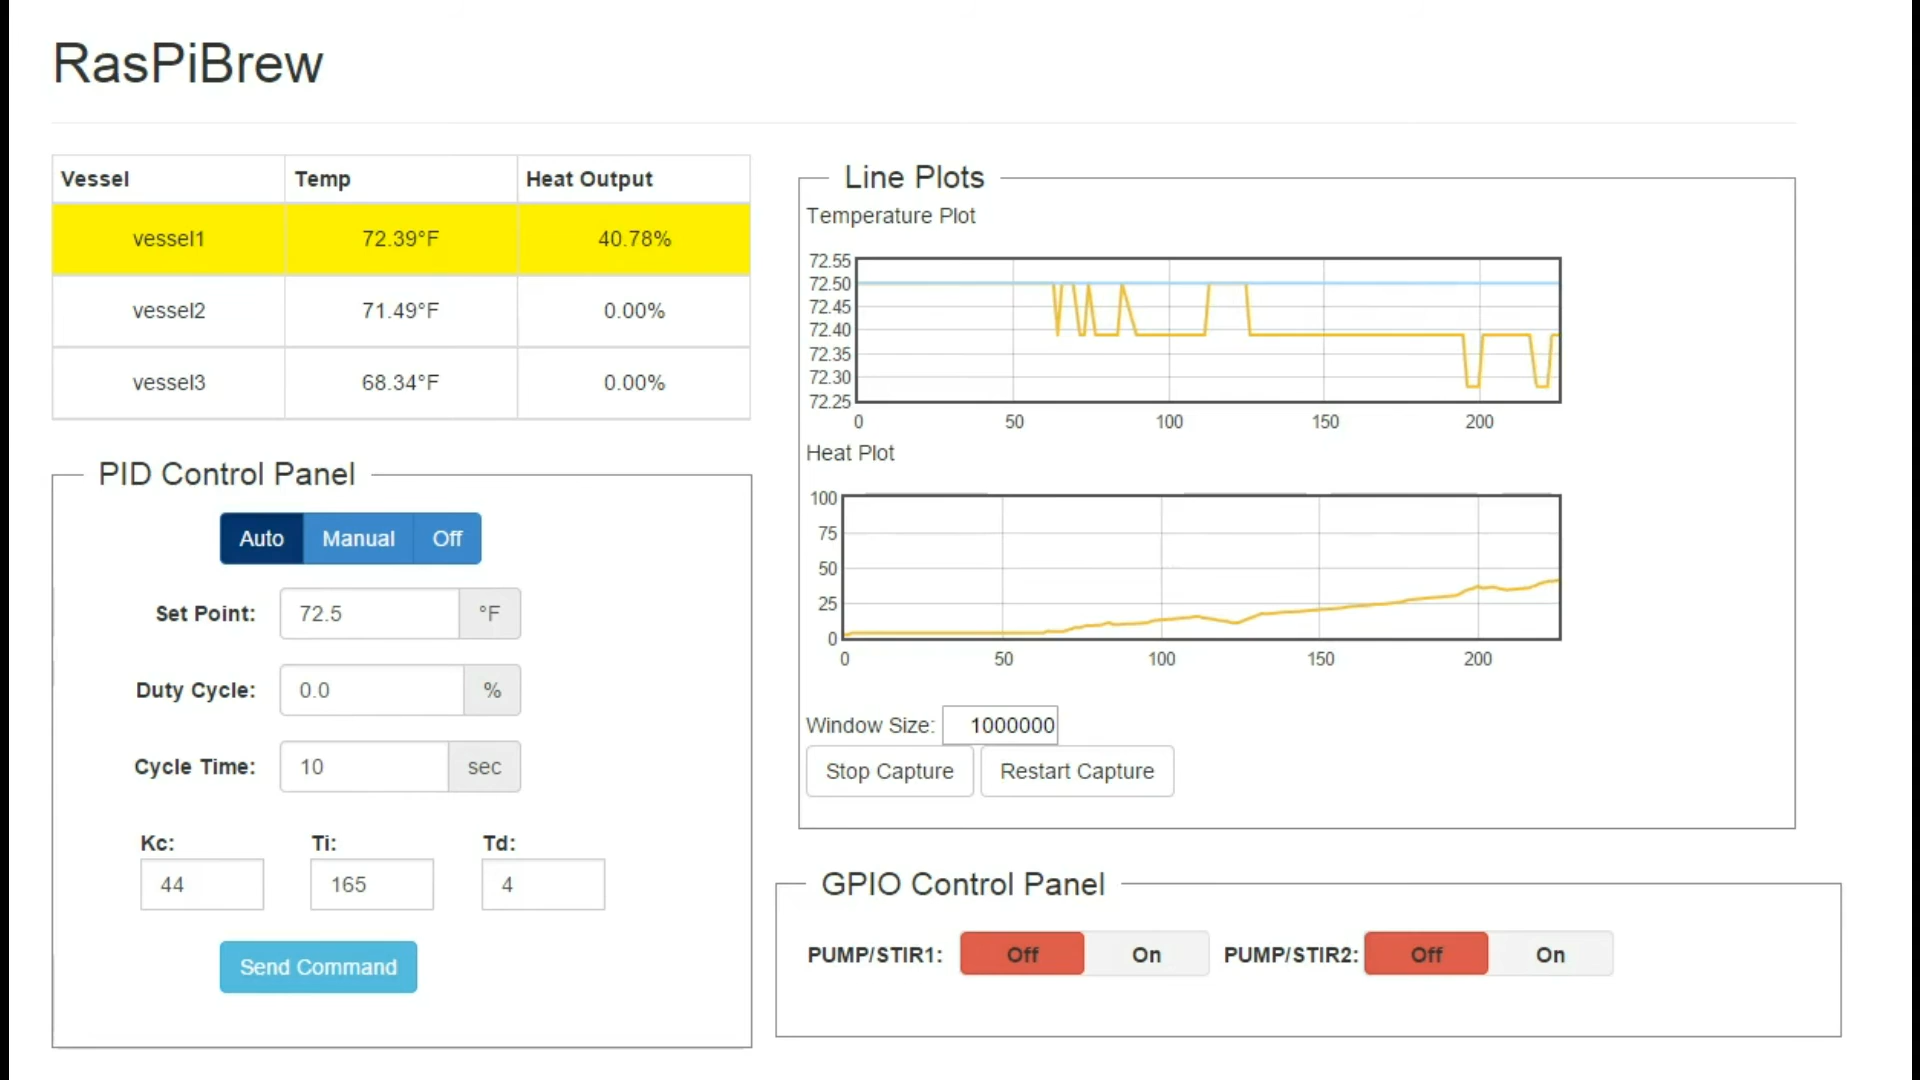 RasPiBrew
Vessel Temp Heat Output
vessel1 72.39°F 40.78%
vessel2 71.49°F 0.00%
vessel3 68.34°F 0.00%
PID Control Panel
Auto Manual Off
Set Point: 72.5 °F
Duty Cycle: 0.0 %
Cycle Time: 10 sec
Kc: Ti: Td:
44 165 4
Send Command
Line Plots
Temperature Plot
72.55
72.50
72.45
72.40
72.35
72.30
72.25
0 50 100 150 200
Heat Plot
100
75
50
25
0
0 50 100 150 200
Window Size: 1000000
Stop Capture Restart Capture
GPIO Control Panel
PUMP/STIR1: Off On PUMP/STIR2: Off On